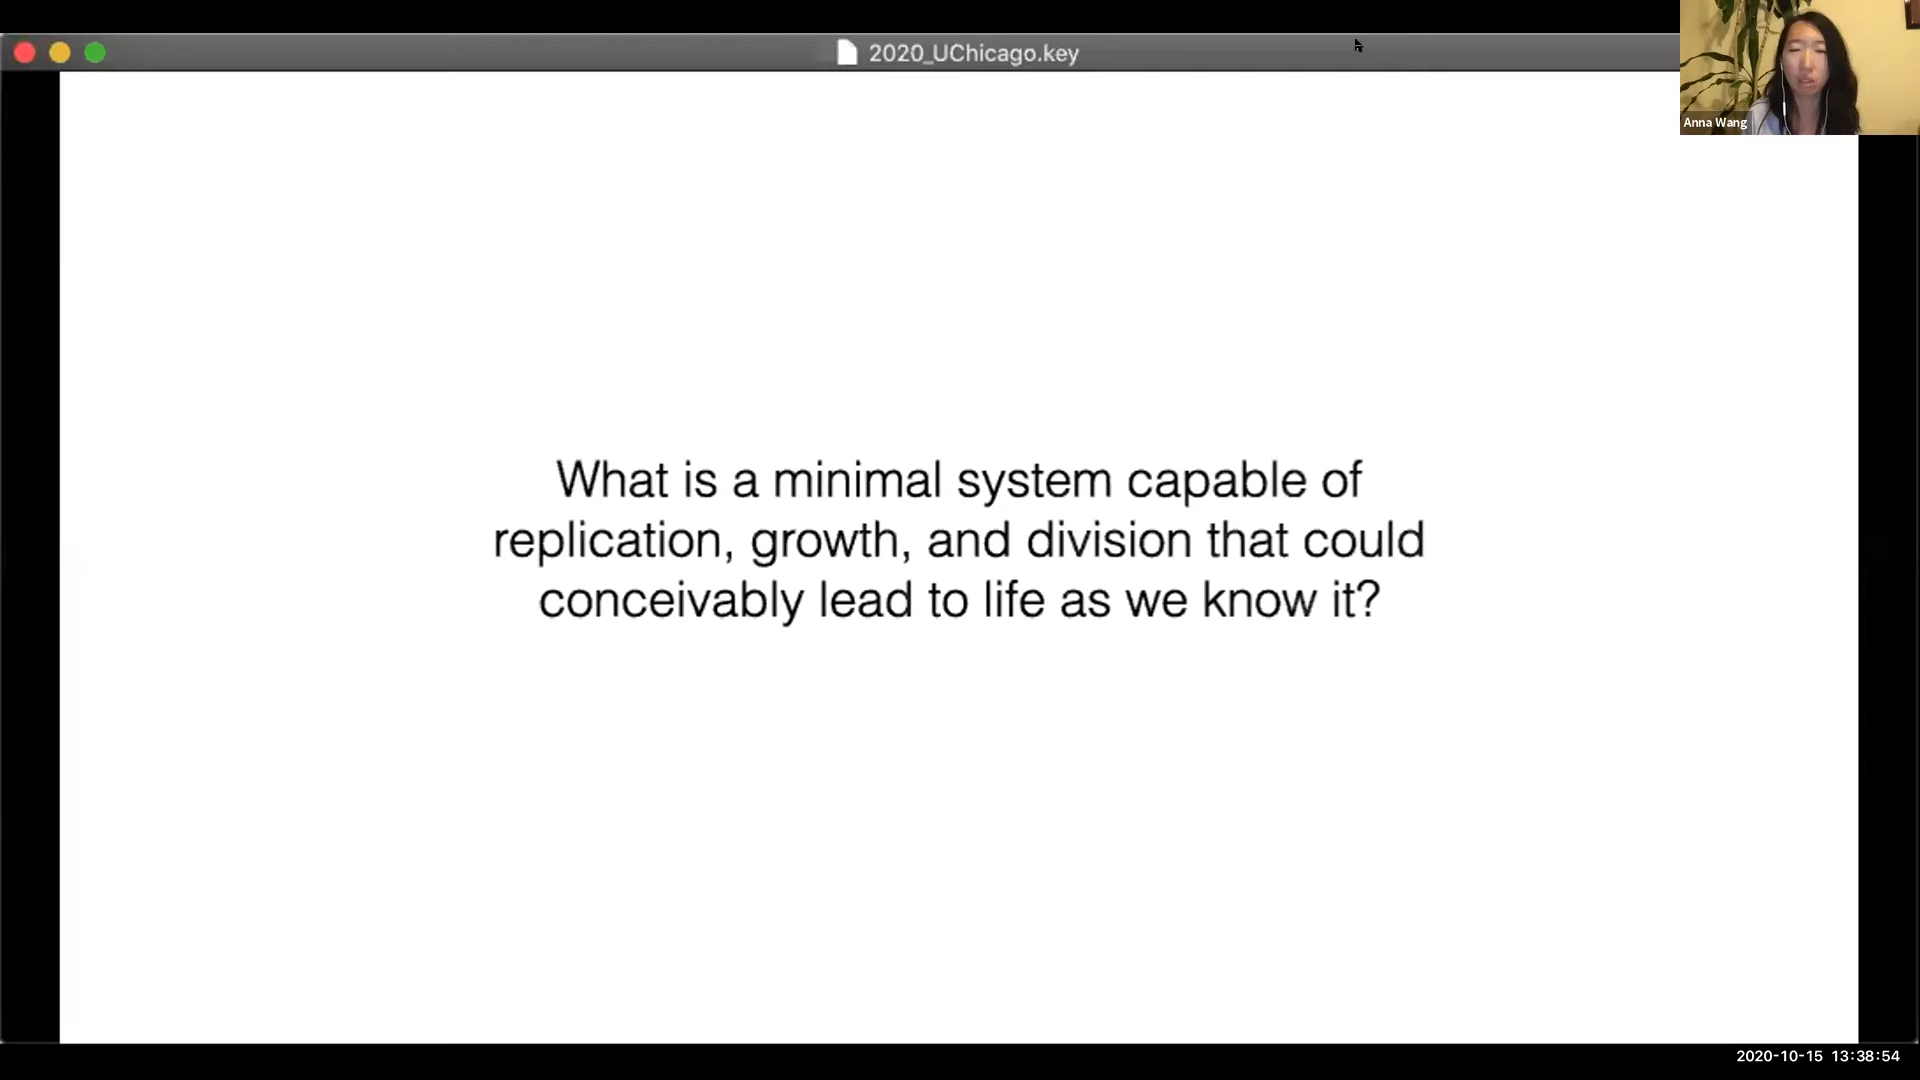 2020_UChicago.key
Anna Wang
What is a minimal system capable of
replication, growth, and division that could
conceivably lead to life as we know it?
2020-10-15 13:38:54